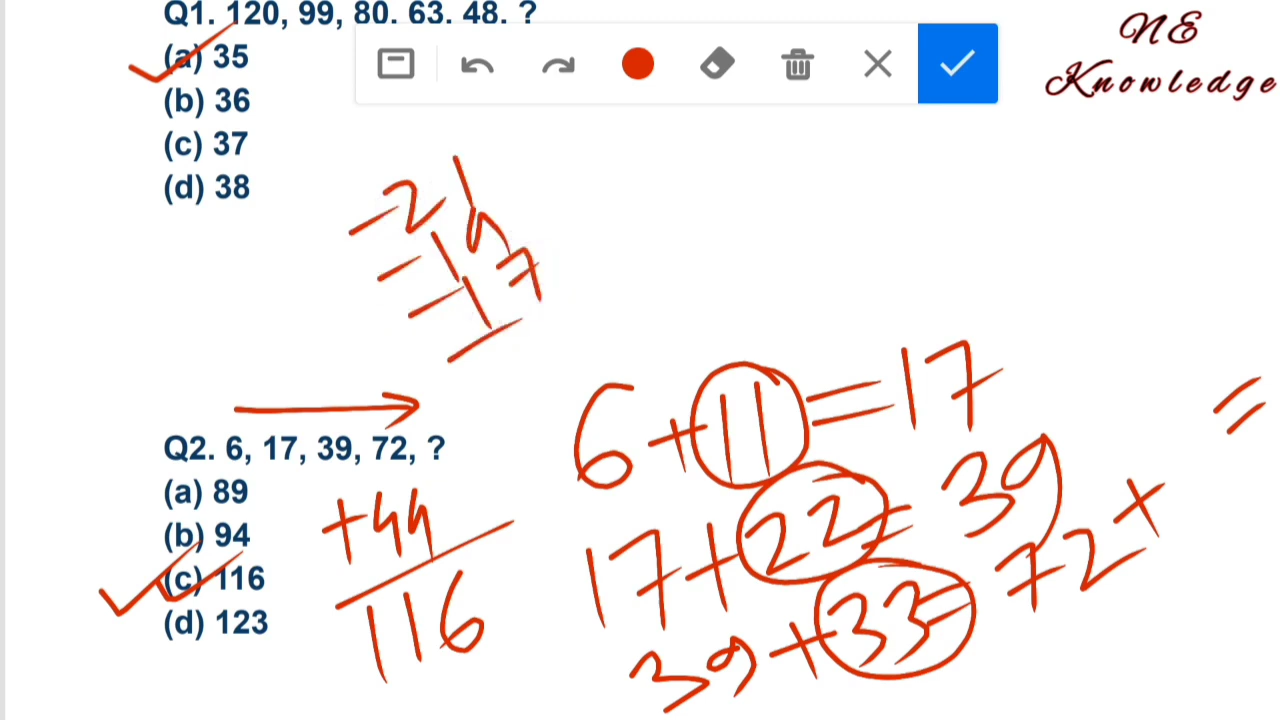 Q1. 120, 99, 80. 63. 48. ?
(a) 35
(b) 36
(c) 37
(d) 38
NE
Knowledge
-21
-19
-17
6+11=17
17+22=39
39+33=72+
=
Q2. 6, 17, 39, 72, ?
(a) 89
(b) 94
(c) 116
(d) 123
+44
116